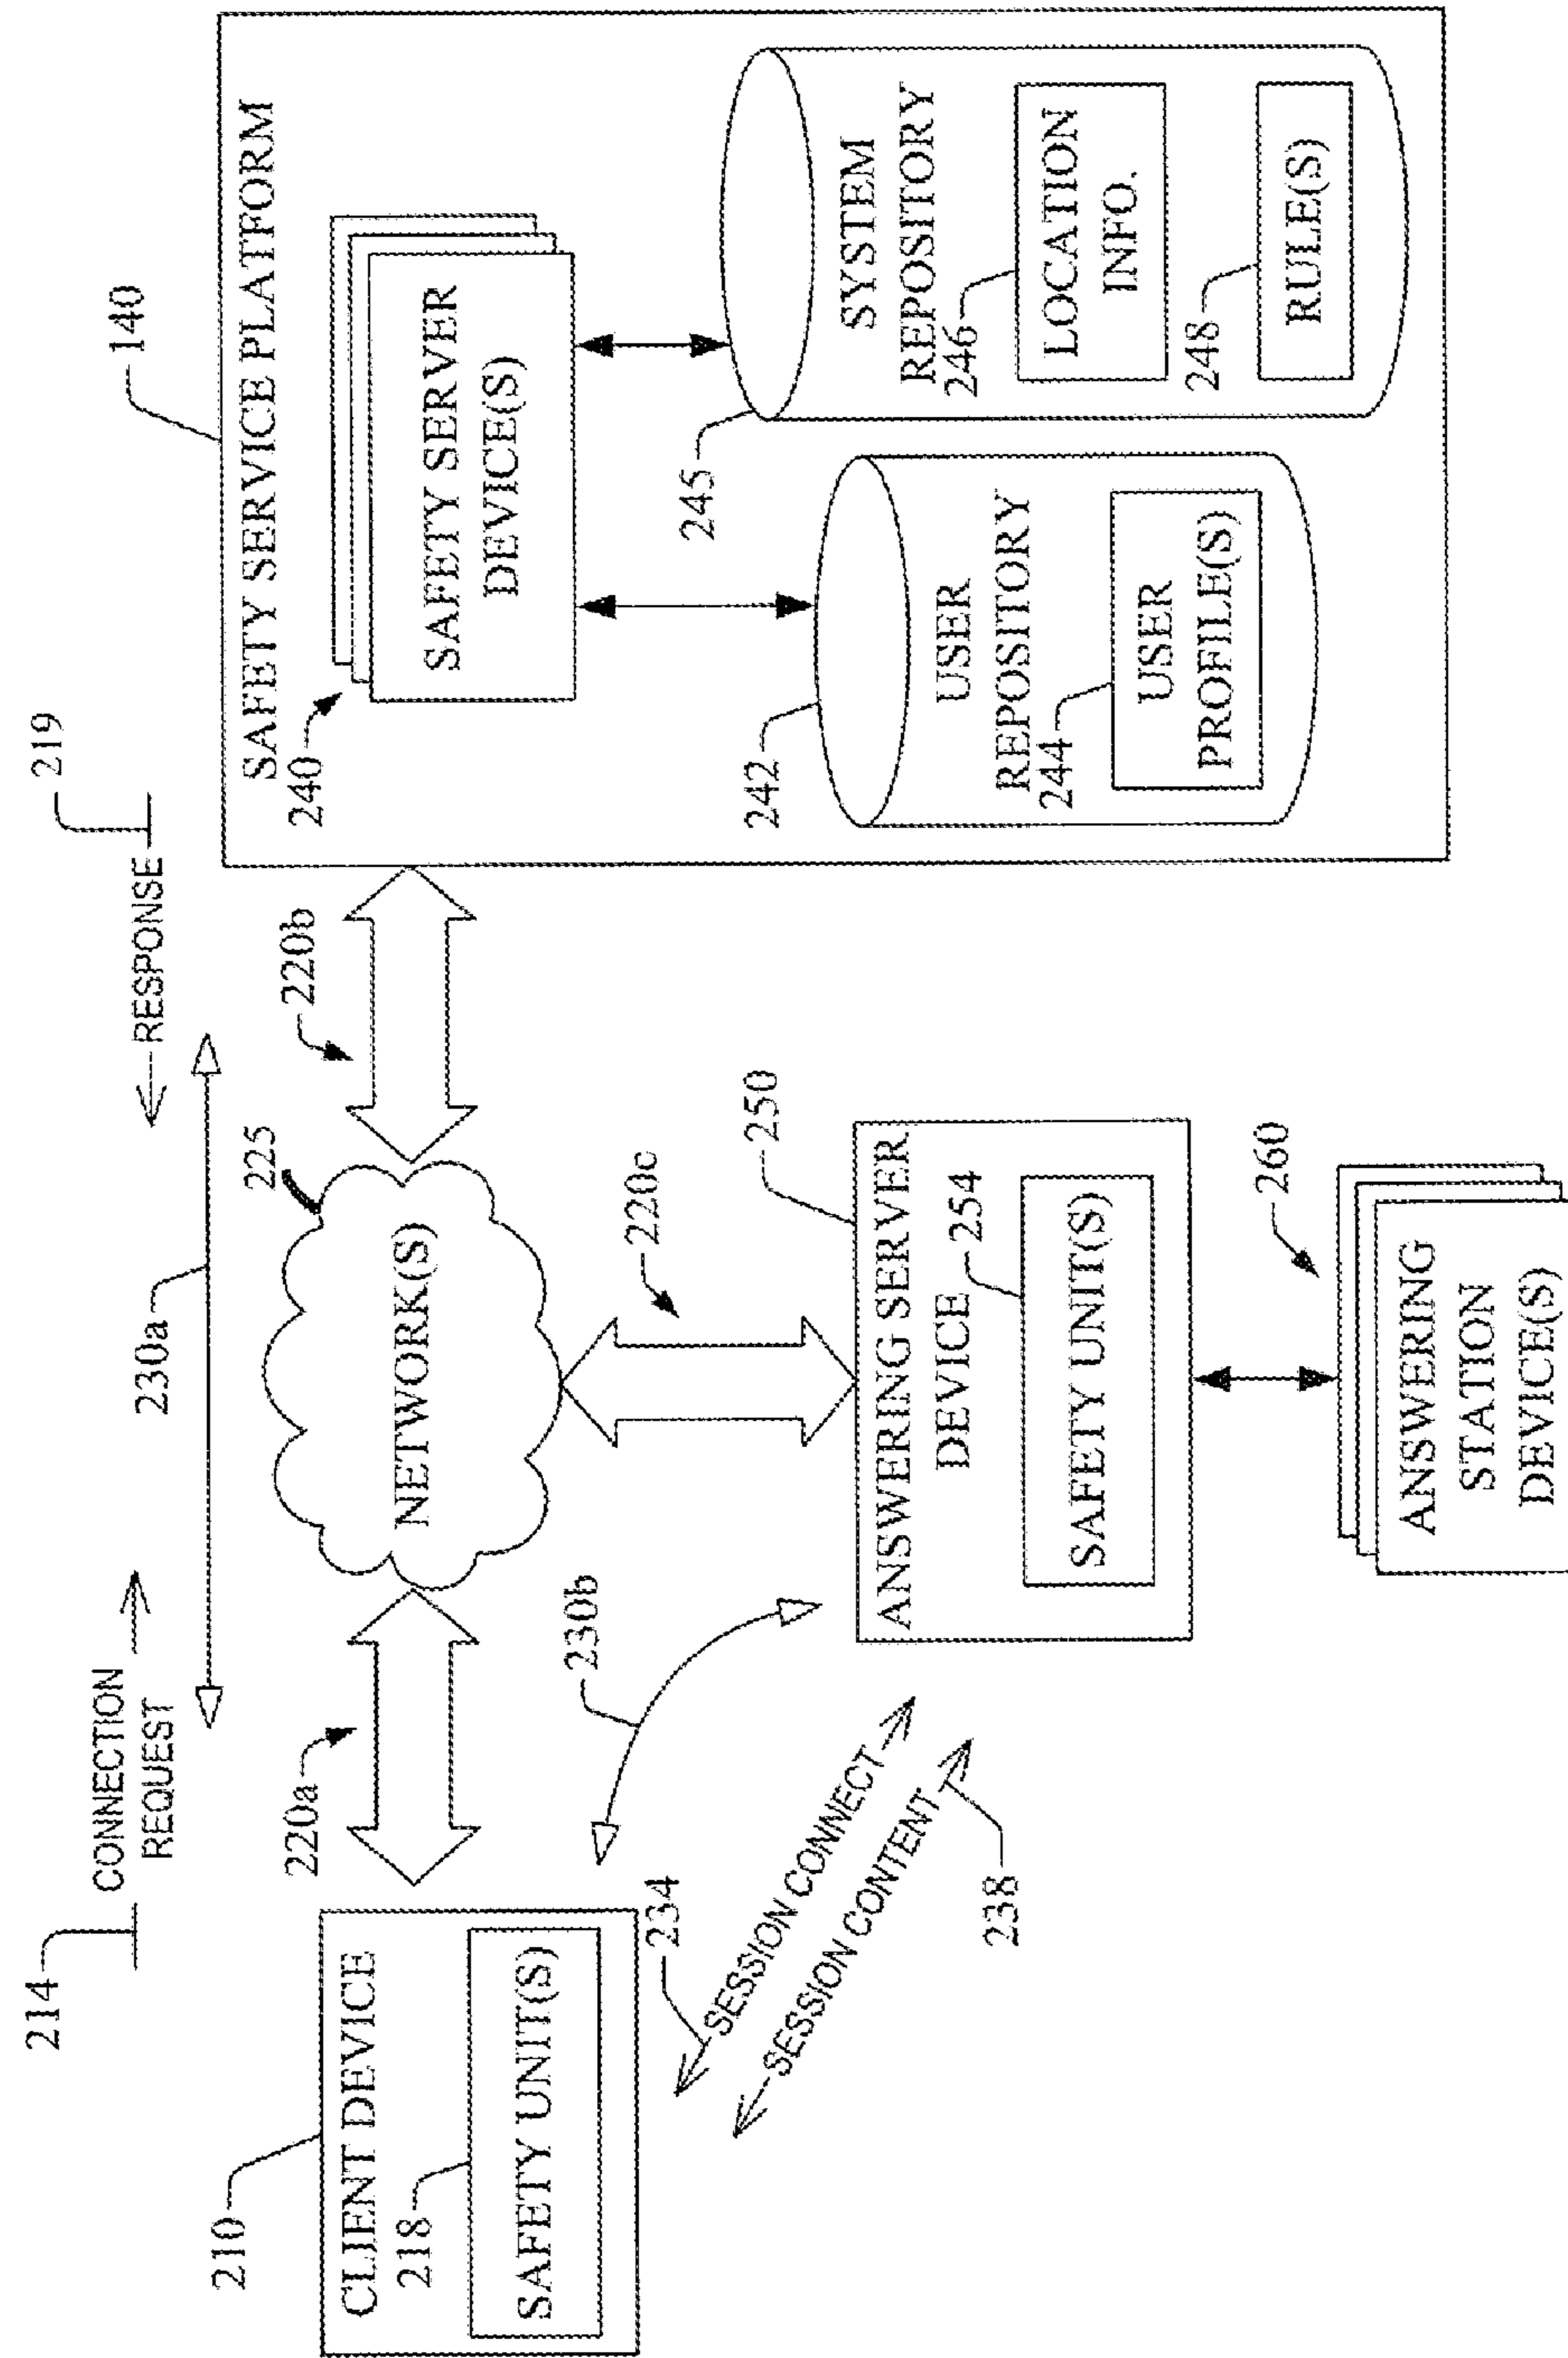 214
CONNECTION
REQUEST
230a
RESPONSE
219
140
210
CLIENT DEVICE
218
SAFETY UNIT(S)
220a
225
NETWORK(S)
220b
SAFETY SERVICE PLATFORM
240
SAFETY SERVER
DEVICE(S)
234
SESSION CONNECT
SESSION CONTENT
238
230b
220c
250
ANSWERING SERVER
DEVICE
254
SAFETY UNIT(S)
260
ANSWERING
STATION
DEVICE(S)
242
USER
REPOSITORY
244
USER
PROFILE(S)
245
SYSTEM
REPOSITORY
246
LOCATION
INFO.
248
RULE(S)